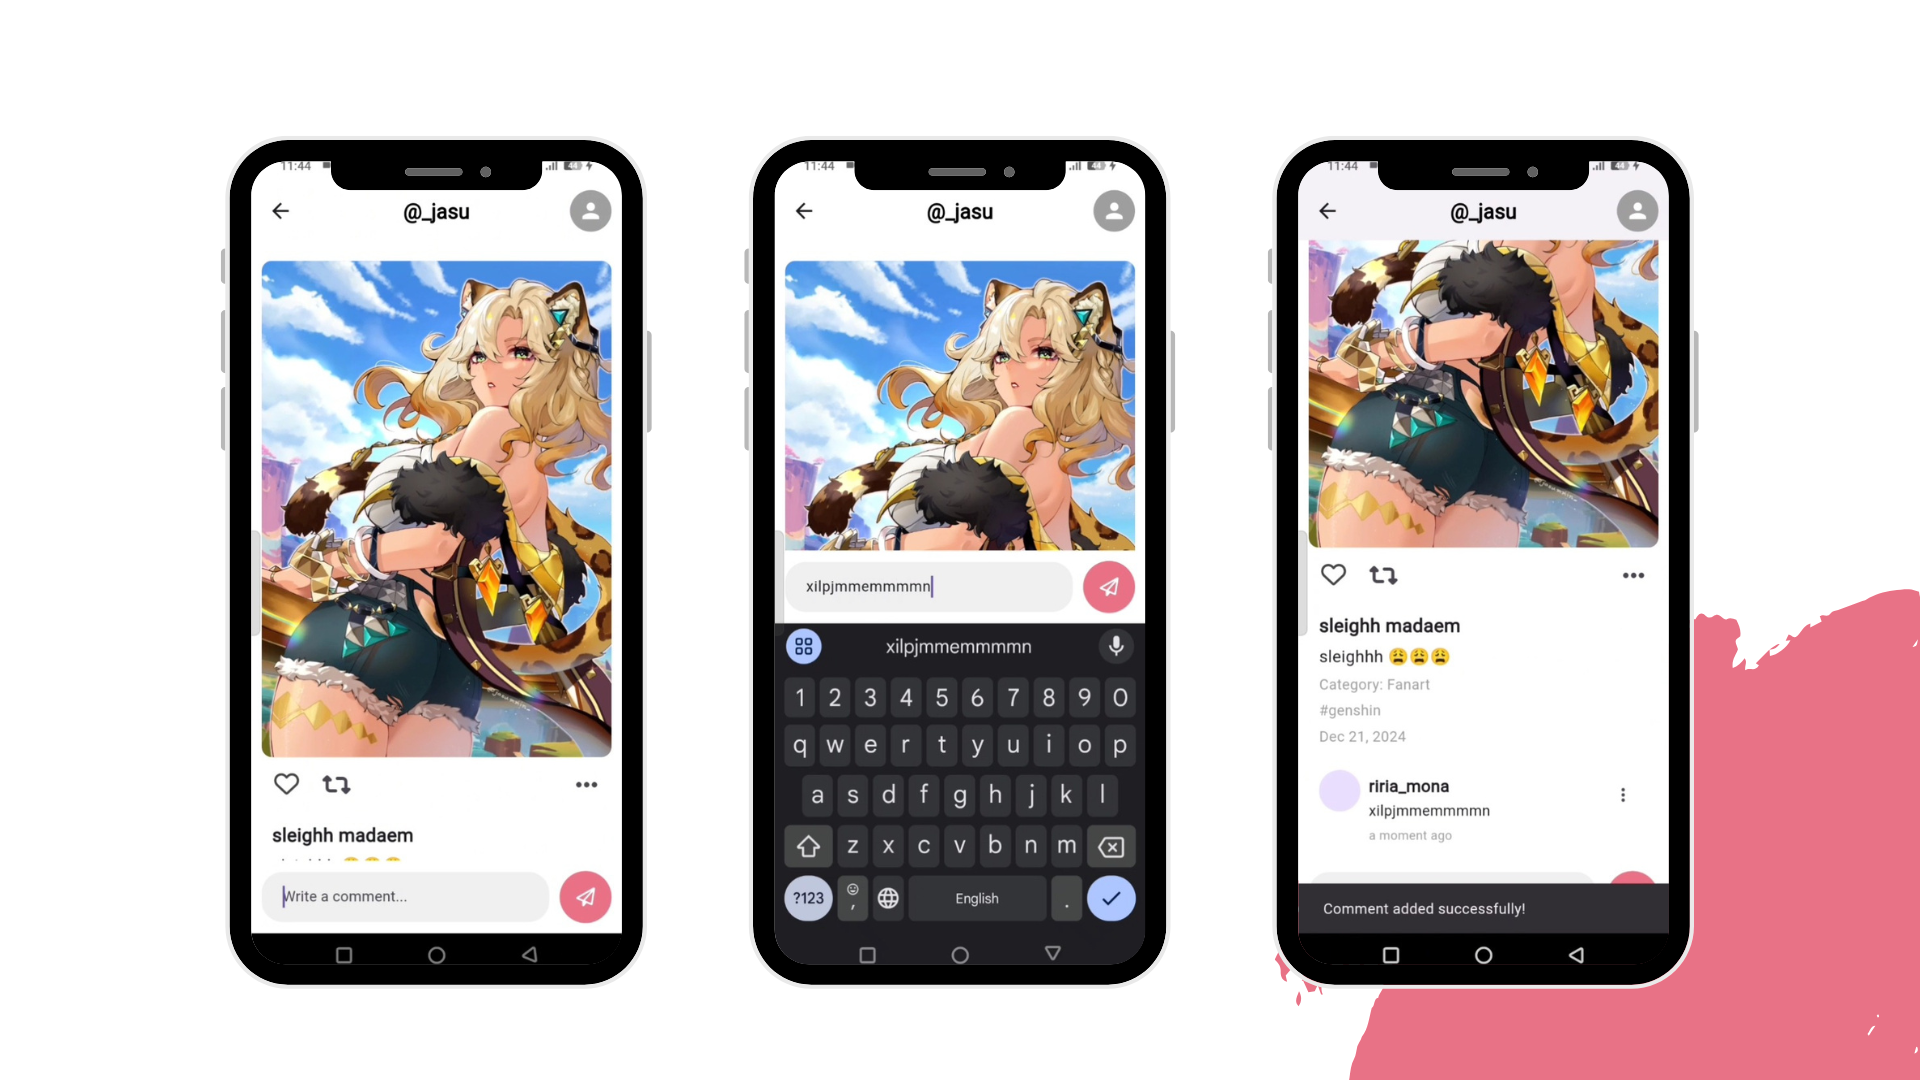 11:44
@_jasu
sleighh madaem
Write a comment...
11:44
@_jasu
xilpjmmemmmmn
xilpjmmemmmmn
1 2 3 4 5 6 7 8 9 0
q w e r t y u i o p
a s d f g h j k l
z x c v b n m
?123 , English .
11:44
@_jasu
sleighh madaem
sleighhh 😩😩😩
Category: Fanart
#genshin
Dec 21, 2024
riria_mona
xilpjmmemmmmn
a moment ago
Comment added successfully!